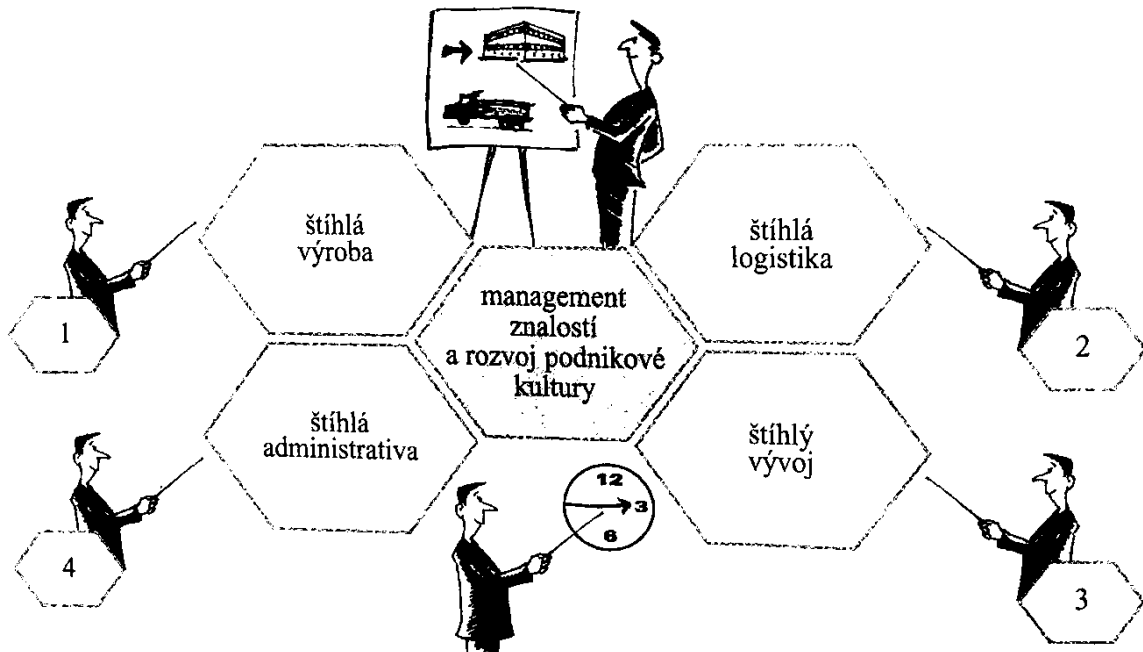 štíhlá
výroba
štíhlá
logistika
management
znalostí
a rozvoj podnikové
kultury
1
2
štíhlá
administrativa
štíhlý
vývoj
12
3
6
4
3